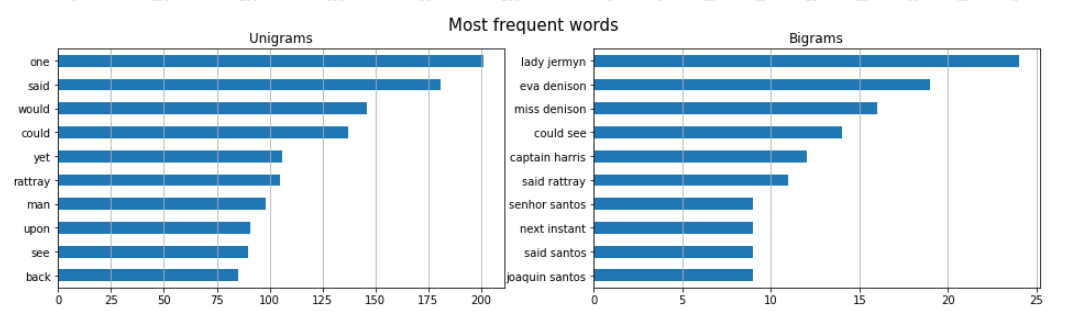 Most frequent words
Unigrams
one
said
would
could
yet
rattray
man
upon
see
back
0 25 50 75 100 125 150 175 200
Bigrams
lady jermyn
eva denison
miss denison
could see
captain harris
said rattray
senhor santos
next instant
said santos
joaquin santos
0 5 10 15 20 25